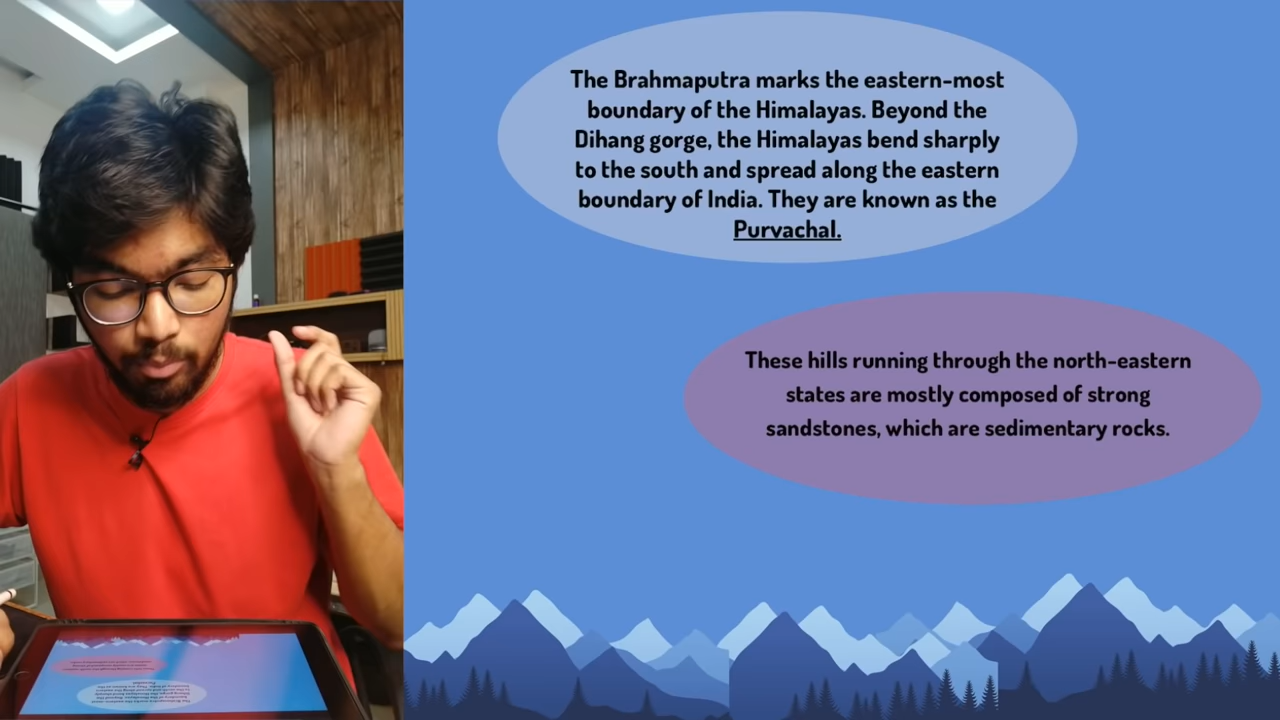 The Brahmaputra marks the eastern-most
boundary of the Himalayas. Beyond the
Dihang gorge, the Himalayas bend sharply
to the south and spread along the eastern
boundary of India. They are known as the
Purvachal.
These hills running through the north-eastern
states are mostly composed of strong
sandstones, which are sedimentary rocks.